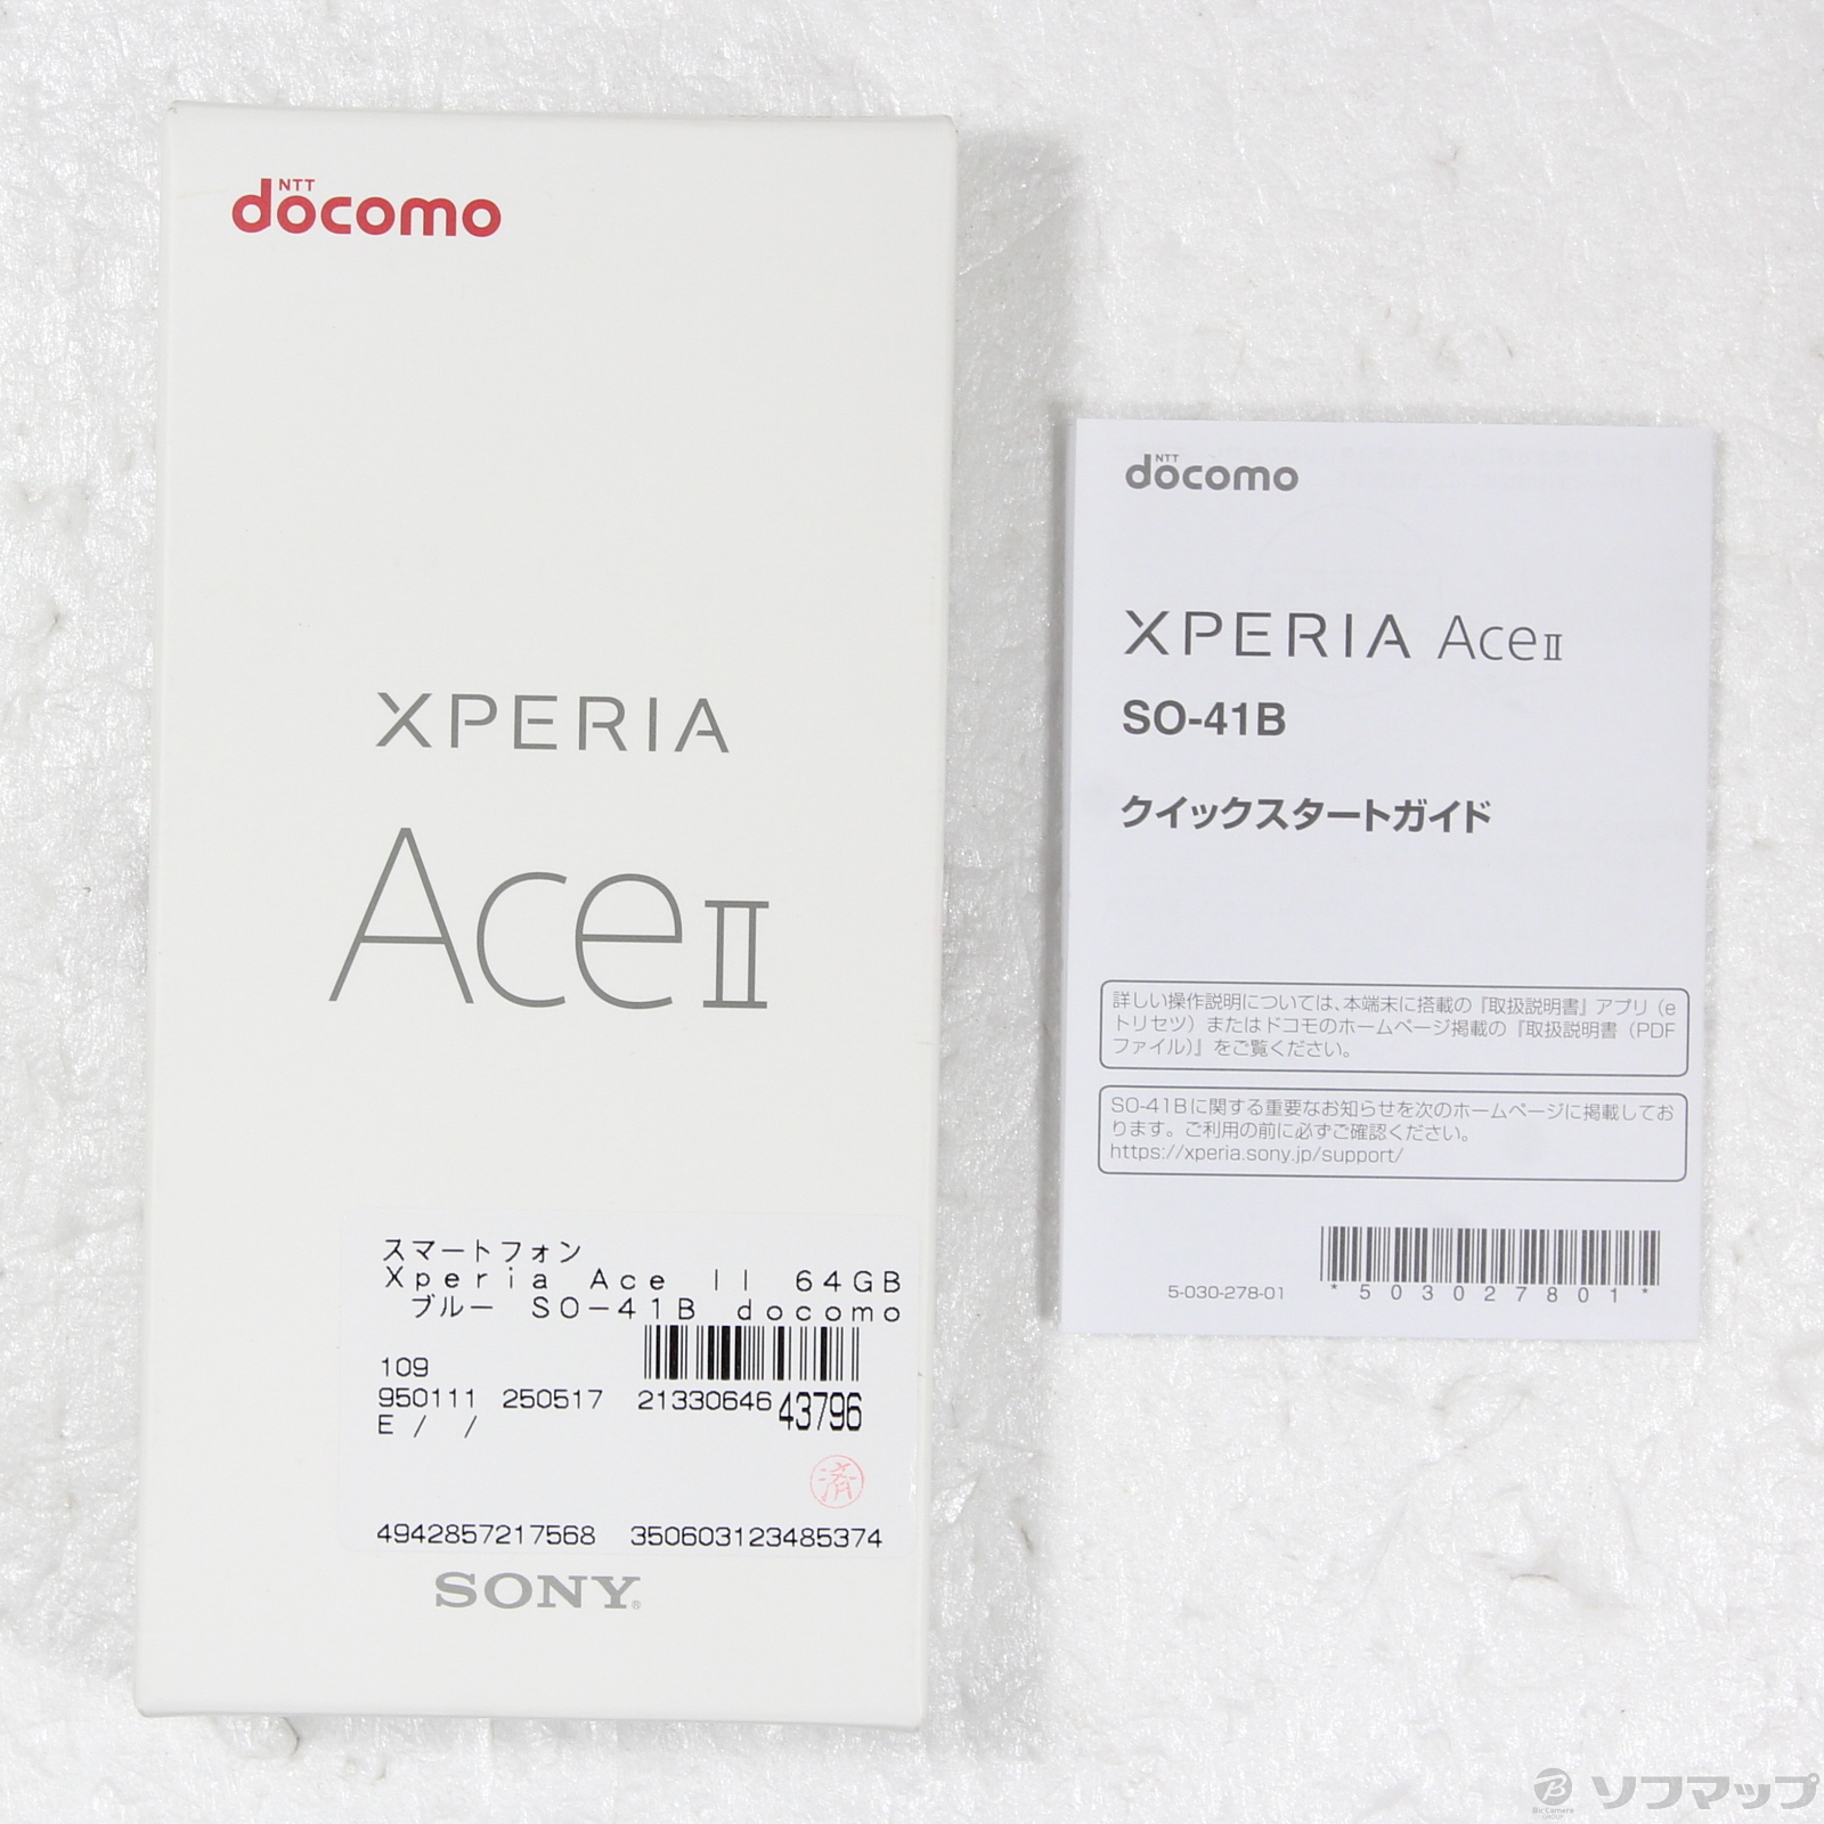 NTT
docomo
XPERIA
Ace II
スマートフォン
Xperia Ace II 64GB
ブルー SO-41B docomo
109
950111 250517 2133064643796
E / /
済
4942857217568 350603123485374
SONY®
NTT
docomo
XPERIA Ace II
SO-41B
クイックスタートガイド
詳しい操作説明については、本端末に搭載の『取扱説明書』アプリ（e
トリセツ）またはドコモのホームページ掲載の『取扱説明書（PDF
ファイル）』をご覧ください。
SO-41Bに関する重要なお知らせを次のホームページに掲載してお
ります。ご利用の前に必ずご確認ください。
https://xperia.sony.jp/support/
5-030-278-01
*503027801*
B
BicCamera
GROUP
ソフマップ